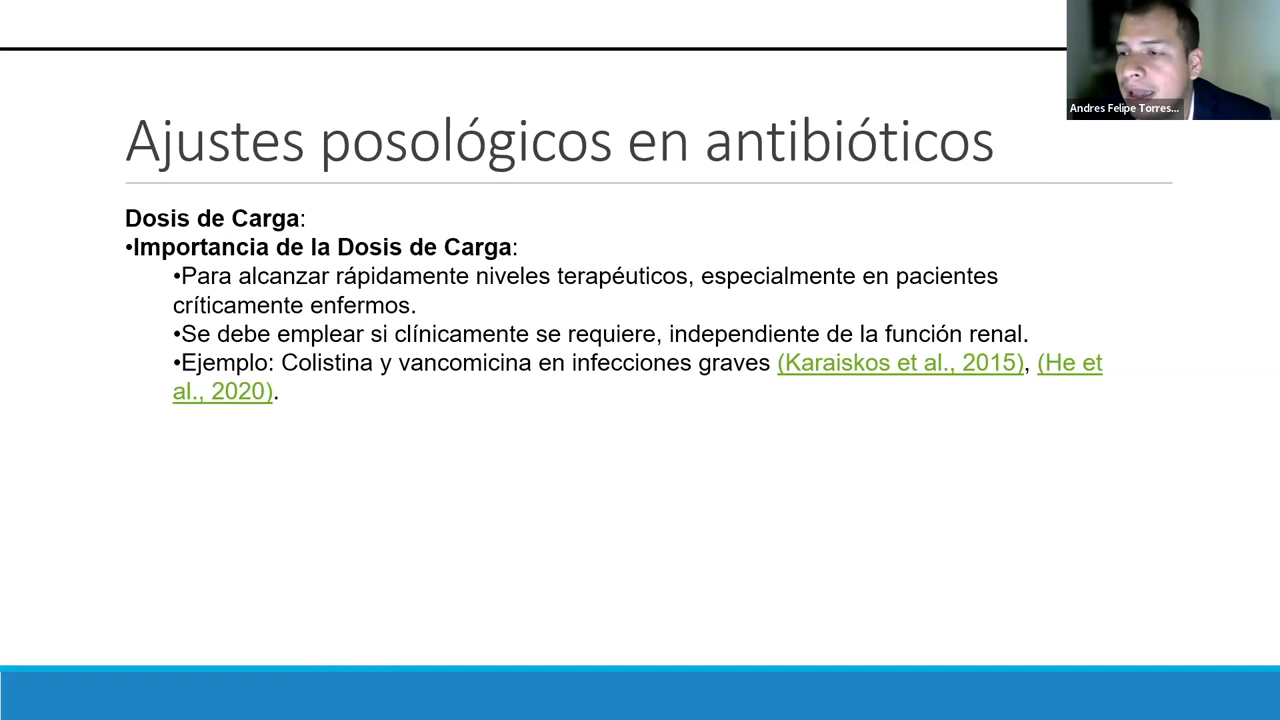 Andres Felipe Torres...
Ajustes posológicos en antibióticos
Dosis de Carga:
•Importancia de la Dosis de Carga:
•Para alcanzar rápidamente niveles terapéuticos, especialmente en pacientes
críticamente enfermos.
•Se debe emplear si clínicamente se requiere, independiente de la función renal.
•Ejemplo: Colistina y vancomicina en infecciones graves (Karaiskos et al., 2015), (He et
al., 2020).